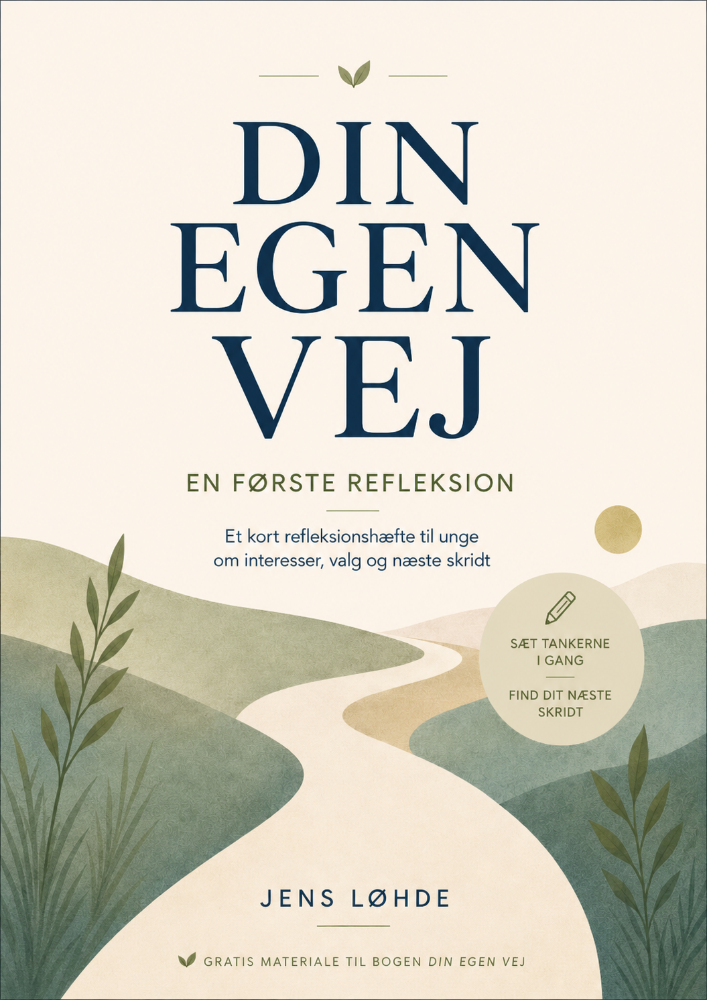 DIN
EGEN
VEJ
EN FØRSTE REFLEKSION
Et kort refleksionshæfte til unge
om interesser, valg og næste skridt
SÆT TANKERNE
I GANG
FIND DIT NÆSTE
SKRIDT
JENS LØHDE
GRATIS MATERIALE TIL BOGEN DIN EGEN VEJ